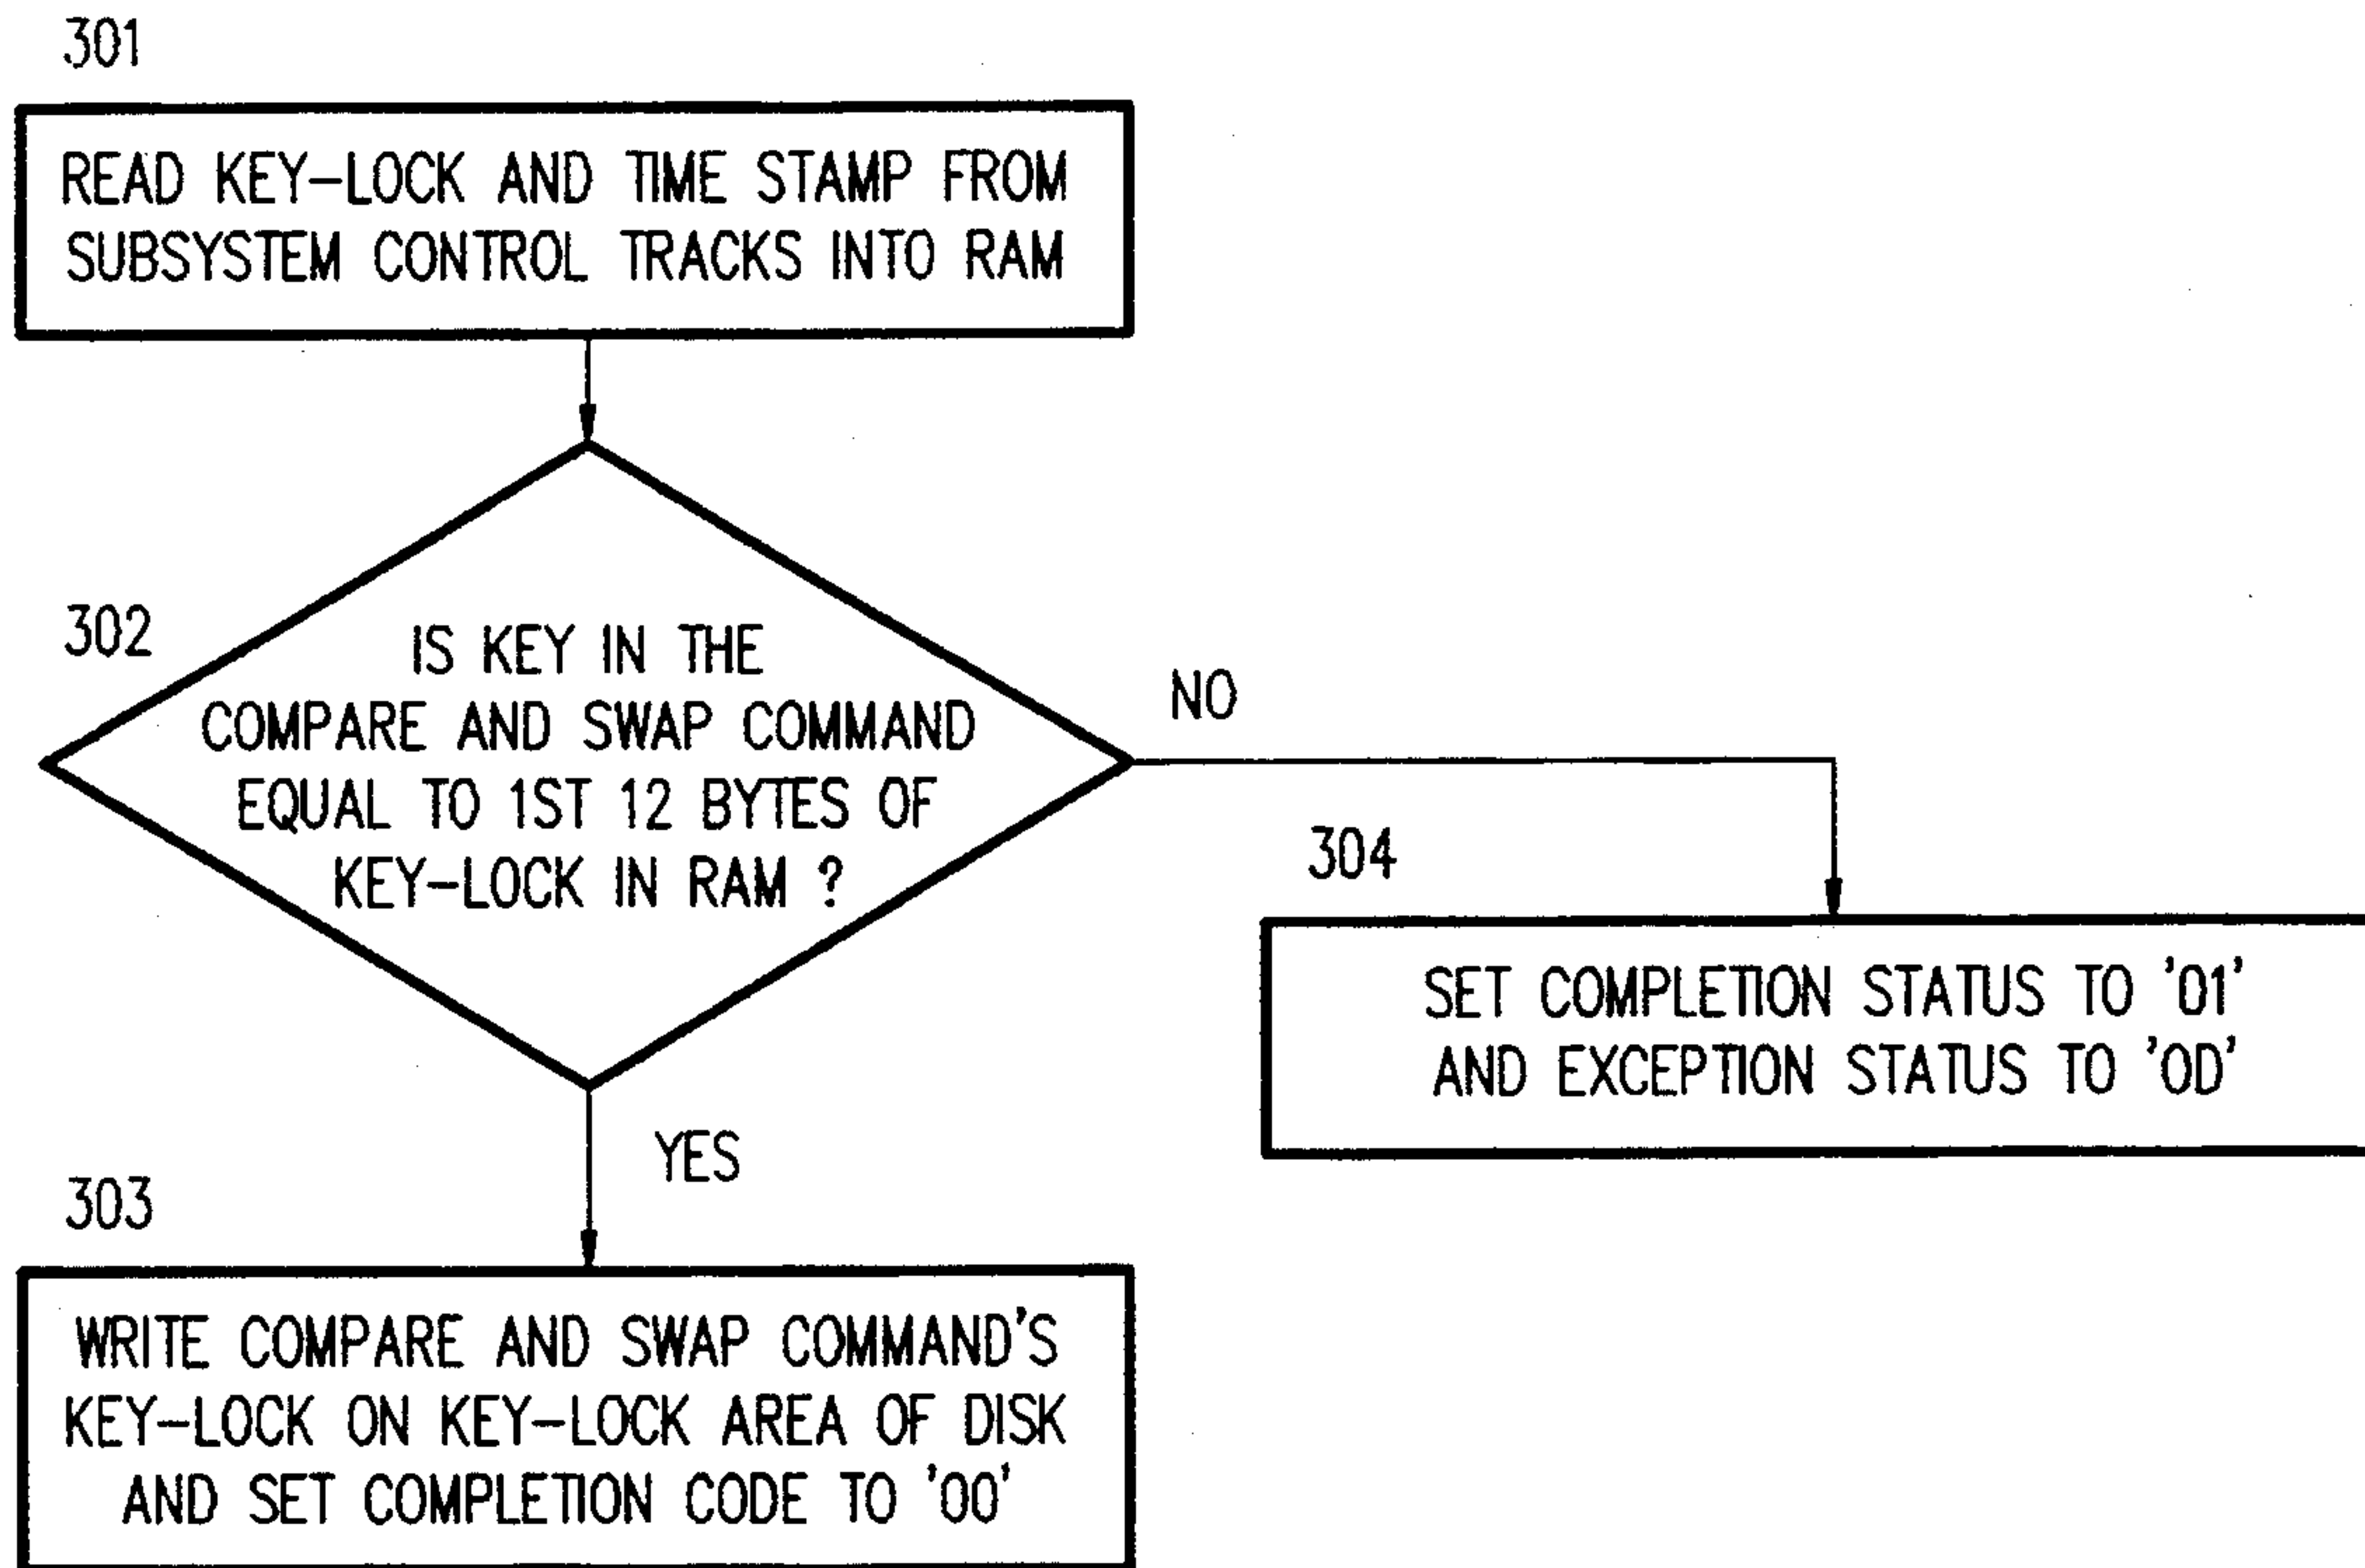 301
READ KEY-LOCK AND TIME STAMP FROM
SUBSYSTEM CONTROL TRACKS INTO RAM
302
IS KEY IN THE
COMPARE AND SWAP COMMAND
EQUAL TO 1ST 12 BYTES OF
KEY-LOCK IN RAM ?
NO
304
SET COMPLETION STATUS TO '01'
AND EXCEPTION STATUS TO '0D'
YES
303
WRITE COMPARE AND SWAP COMMAND'S
KEY-LOCK ON KEY-LOCK AREA OF DISK
AND SET COMPLETION CODE TO '00'